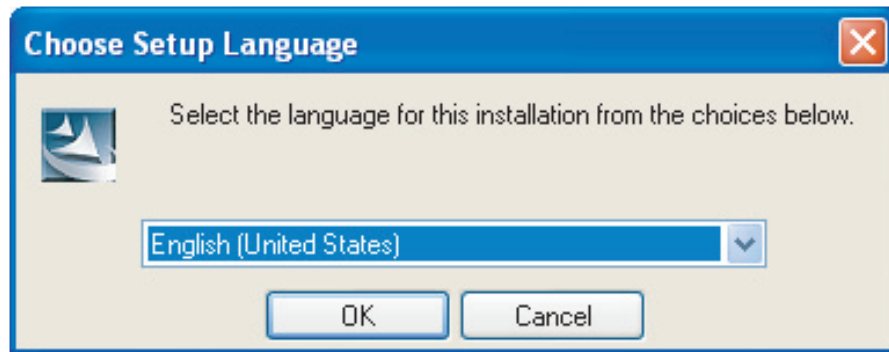 Choose Setup Language
Select the language for this installation from the choices below.
English (United States)
OK
Cancel